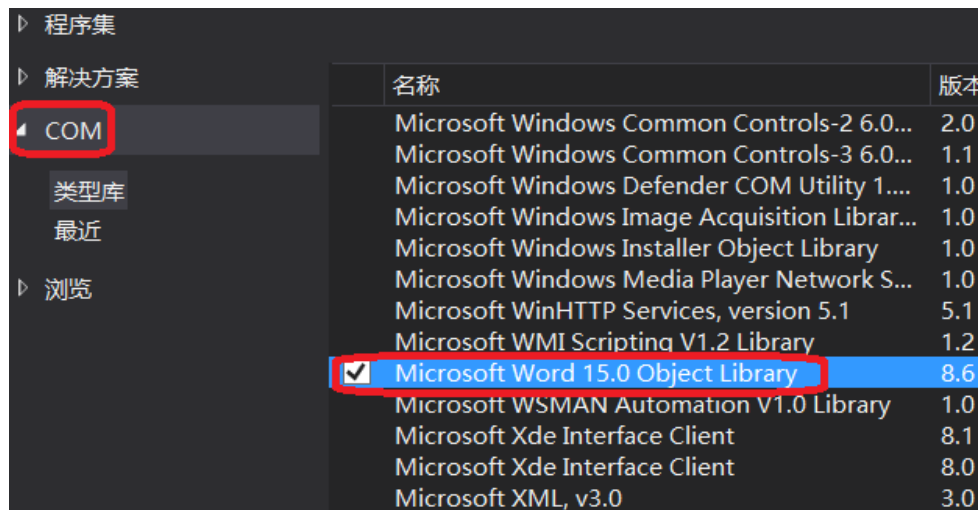 程序集
解决方案
COM
类型库
最近
浏览
名称 版本
Microsoft Windows Common Controls-2 6.0... 2.0
Microsoft Windows Common Controls-3 6.0... 1.1
Microsoft Windows Defender COM Utility 1.... 1.0
Microsoft Windows Image Acquisition Librar... 1.0
Microsoft Windows Installer Object Library 1.0
Microsoft Windows Media Player Network S... 1.0
Microsoft WinHTTP Services, version 5.1 5.1
Microsoft WMI Scripting V1.2 Library 1.2
Microsoft Word 15.0 Object Library 8.6
Microsoft WSMAN Automation V1.0 Library 1.0
Microsoft Xde Interface Client 8.1
Microsoft Xde Interface Client 8.0
Microsoft XML, v3.0 3.0